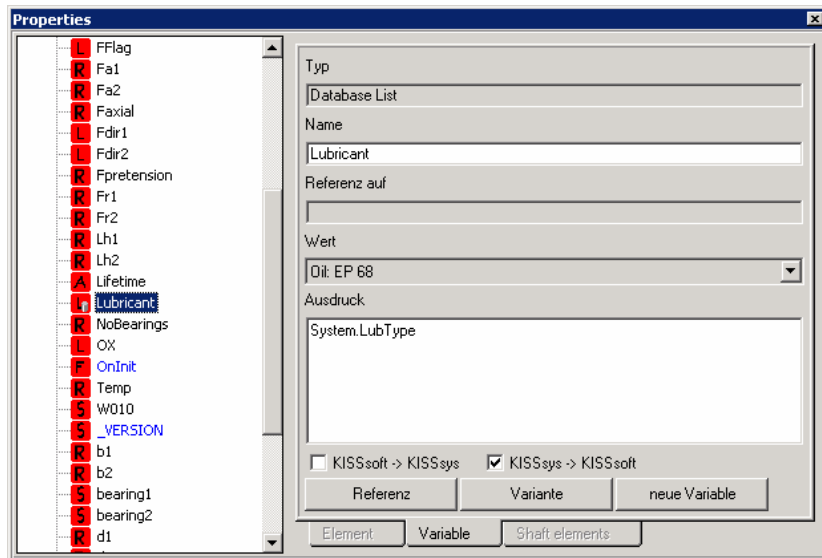 Properties
L FFlag
R Fa1
R Fa2
R Faxial
L Fdir1
L Fdir2
R Fpretension
R Fr1
R Fr2
R Lh1
R Lh2
A Lifetime
L Lubricant
R NoBearings
L OX
F OnInit
R Temp
S W010
S _VERSION
R b1
R b2
S bearing1
S bearing2
R d1
Typ
Database List
Name
Lubricant
Referenz auf
Wert
Oil: EP 68
Ausdruck
System.LubType
KISSsoft -> KISSsys KISSsys -> KISSsoft
Referenz Variante neue Variable
Element Variable Shaft elements